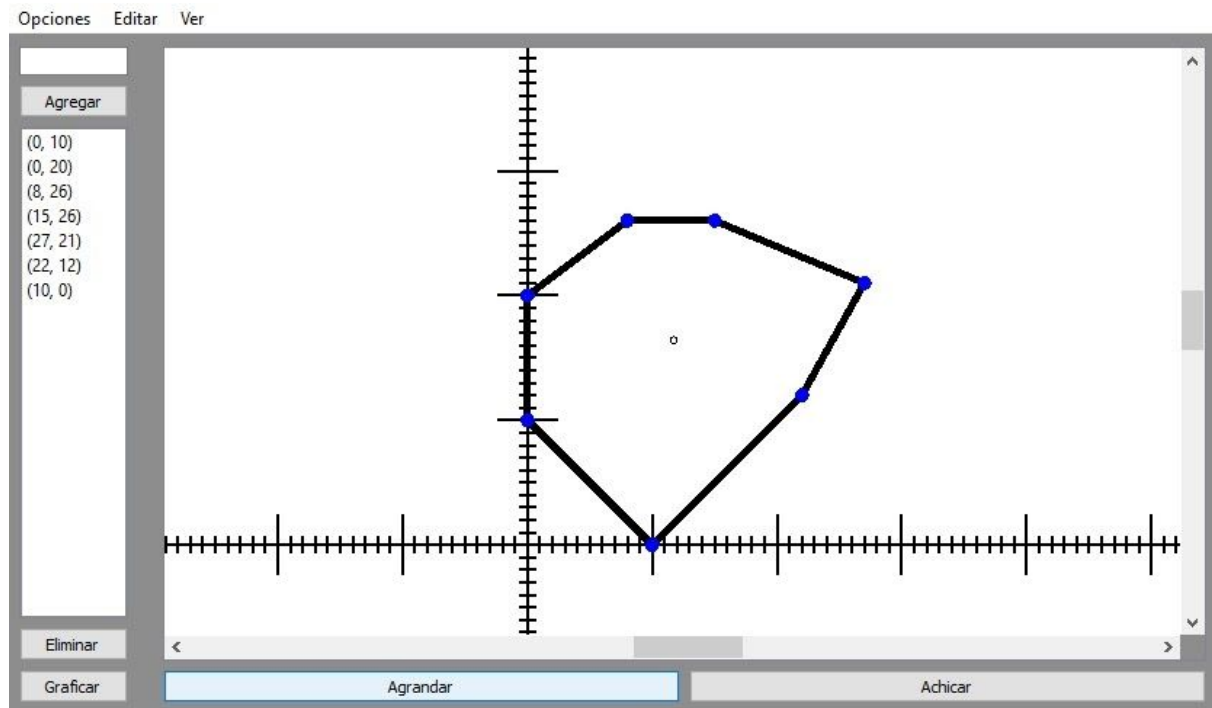 Opciones Editar Ver
Agregar
(0, 10)
(0, 20)
(8, 26)
(15, 26)
(27, 21)
(22, 12)
(10, 0)
Eliminar
Graficar
Agrandar
Achicar